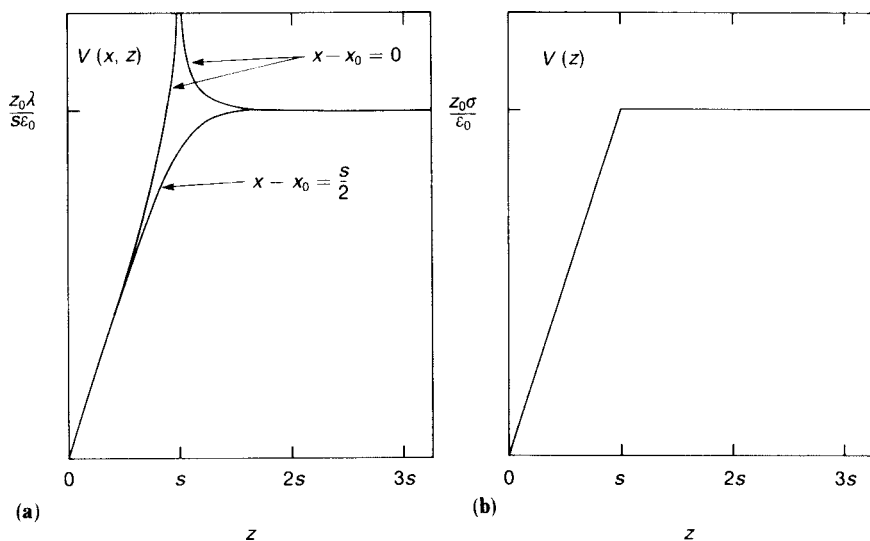 V (x, z)
x − x₀ = 0
z₀λ
sε₀
x − x₀ = s/2
0 s 2s 3s
(a)
z
V (z)
z₀σ
ε₀
0 s 2s 3s
(b)
z